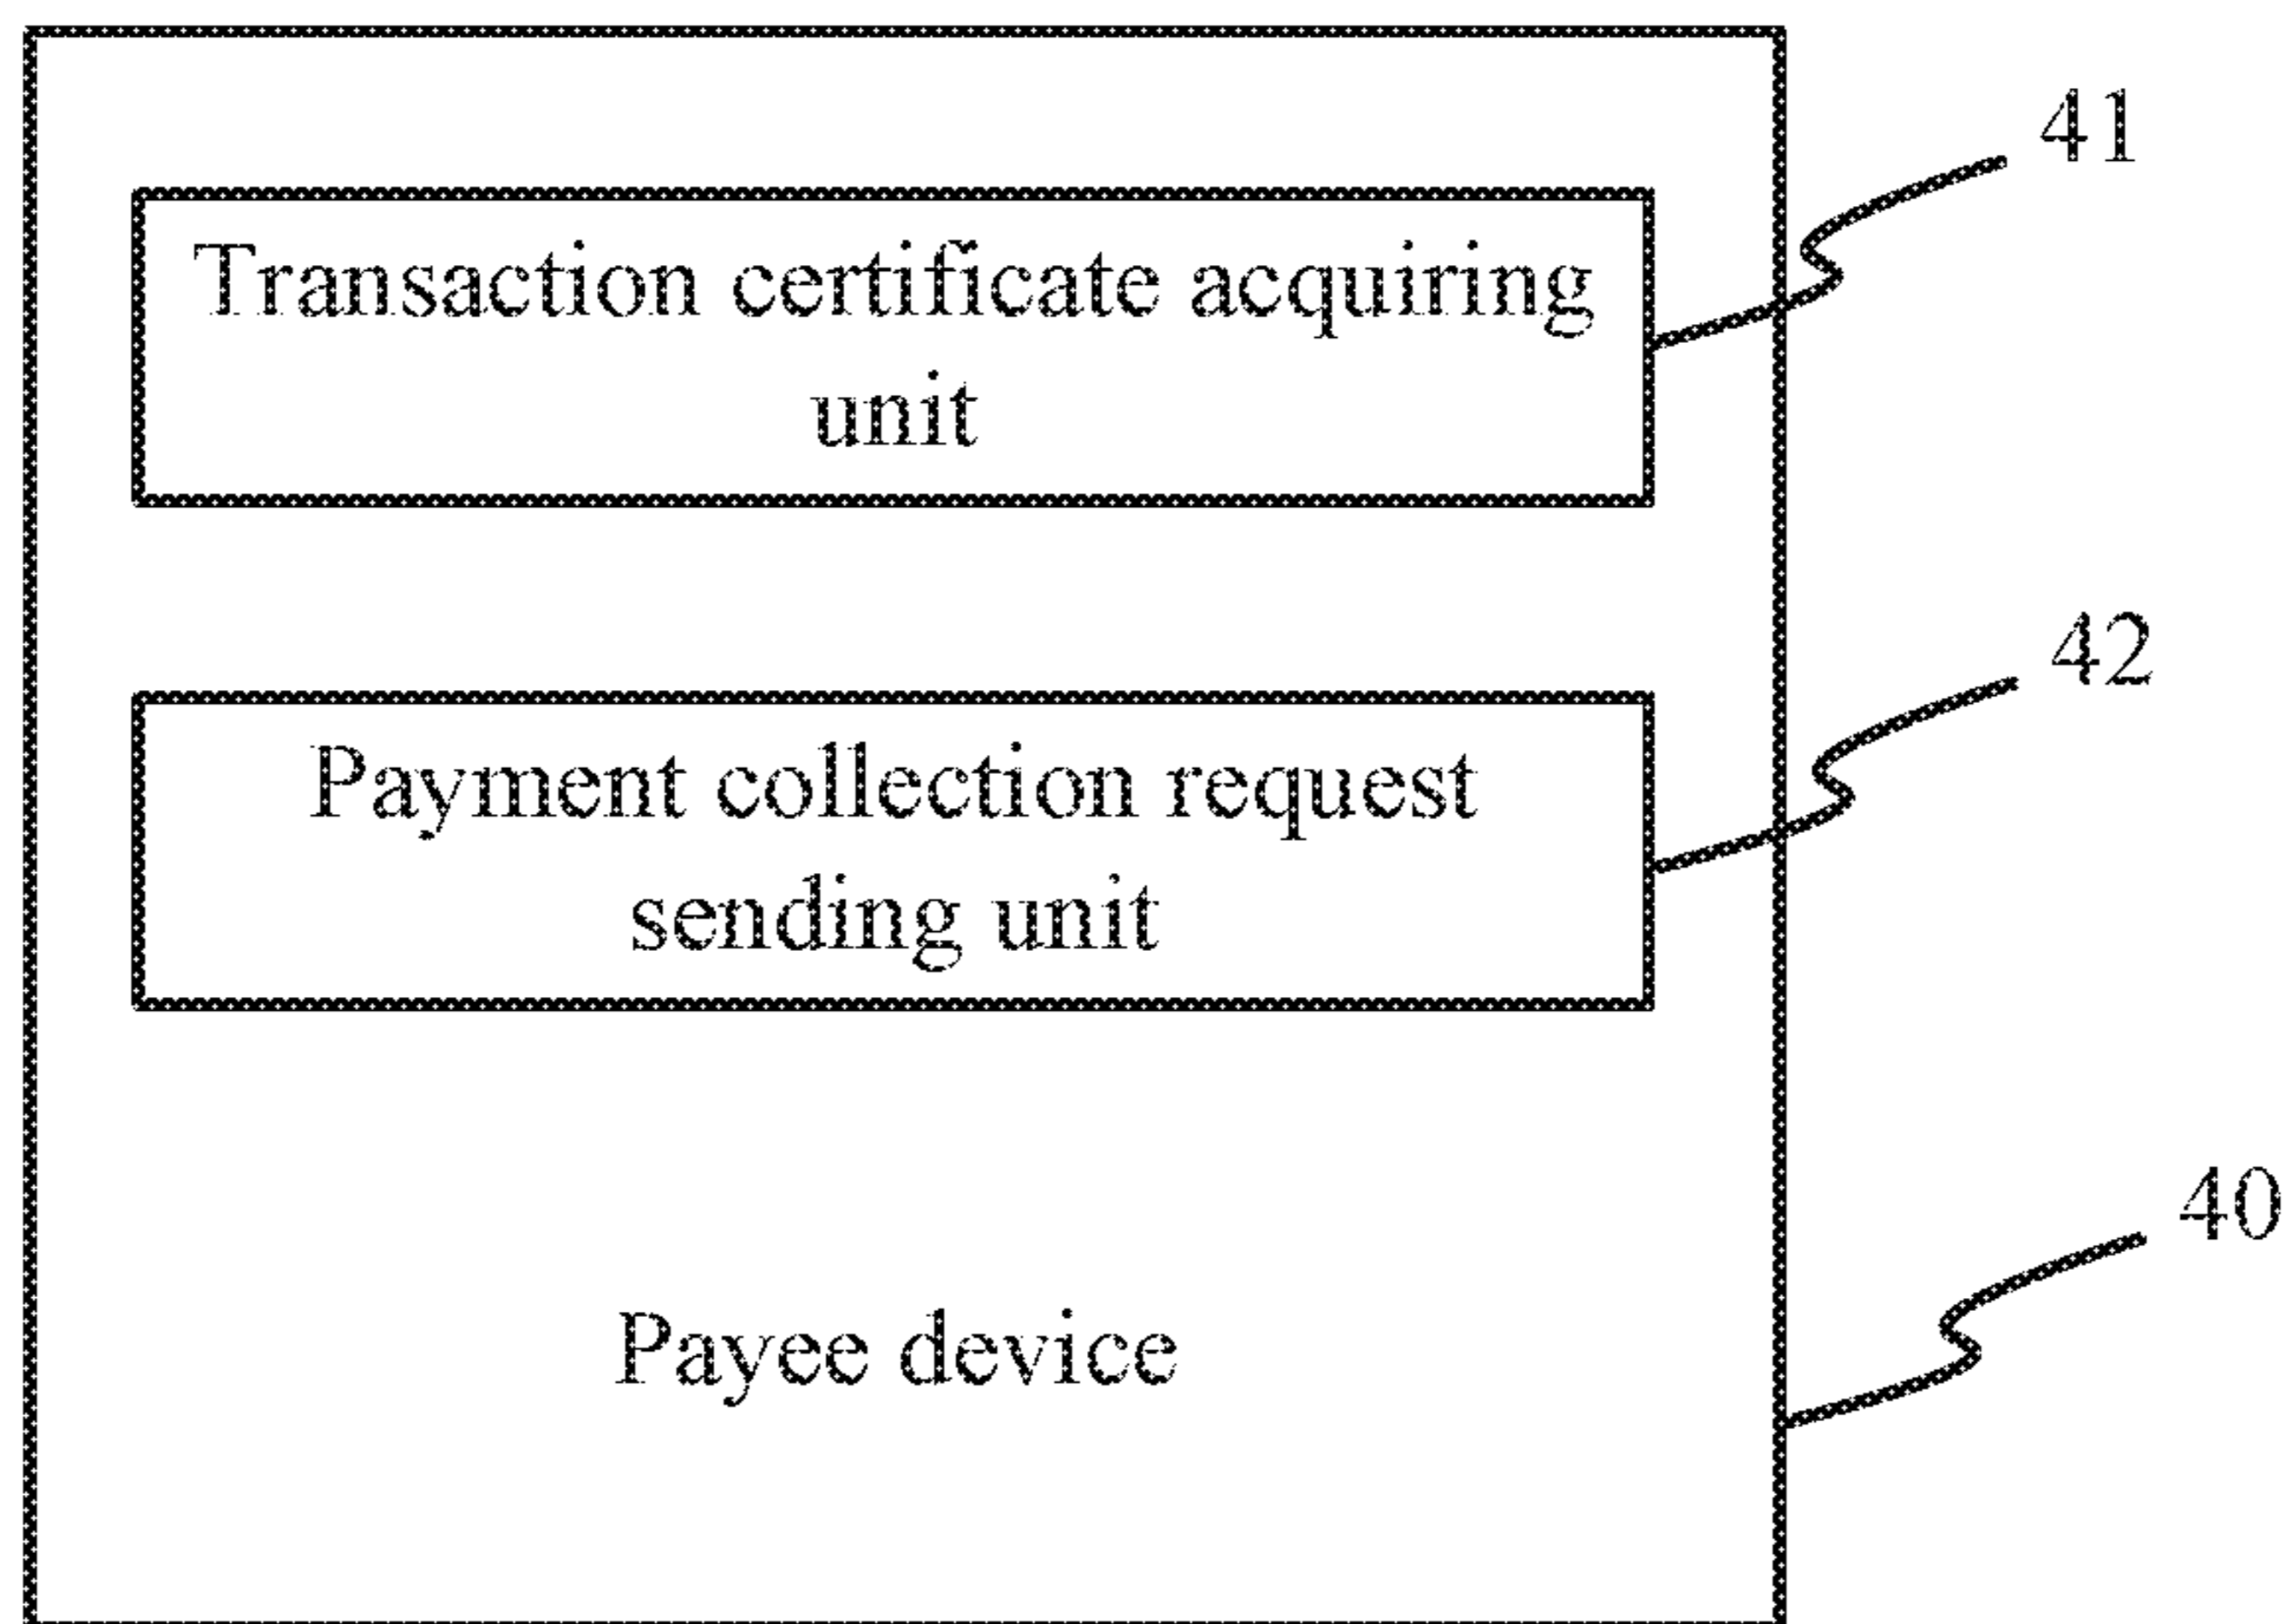 41
Transaction certificate acquiring
unit
42
Payment collection request
sending unit
40
Payee device